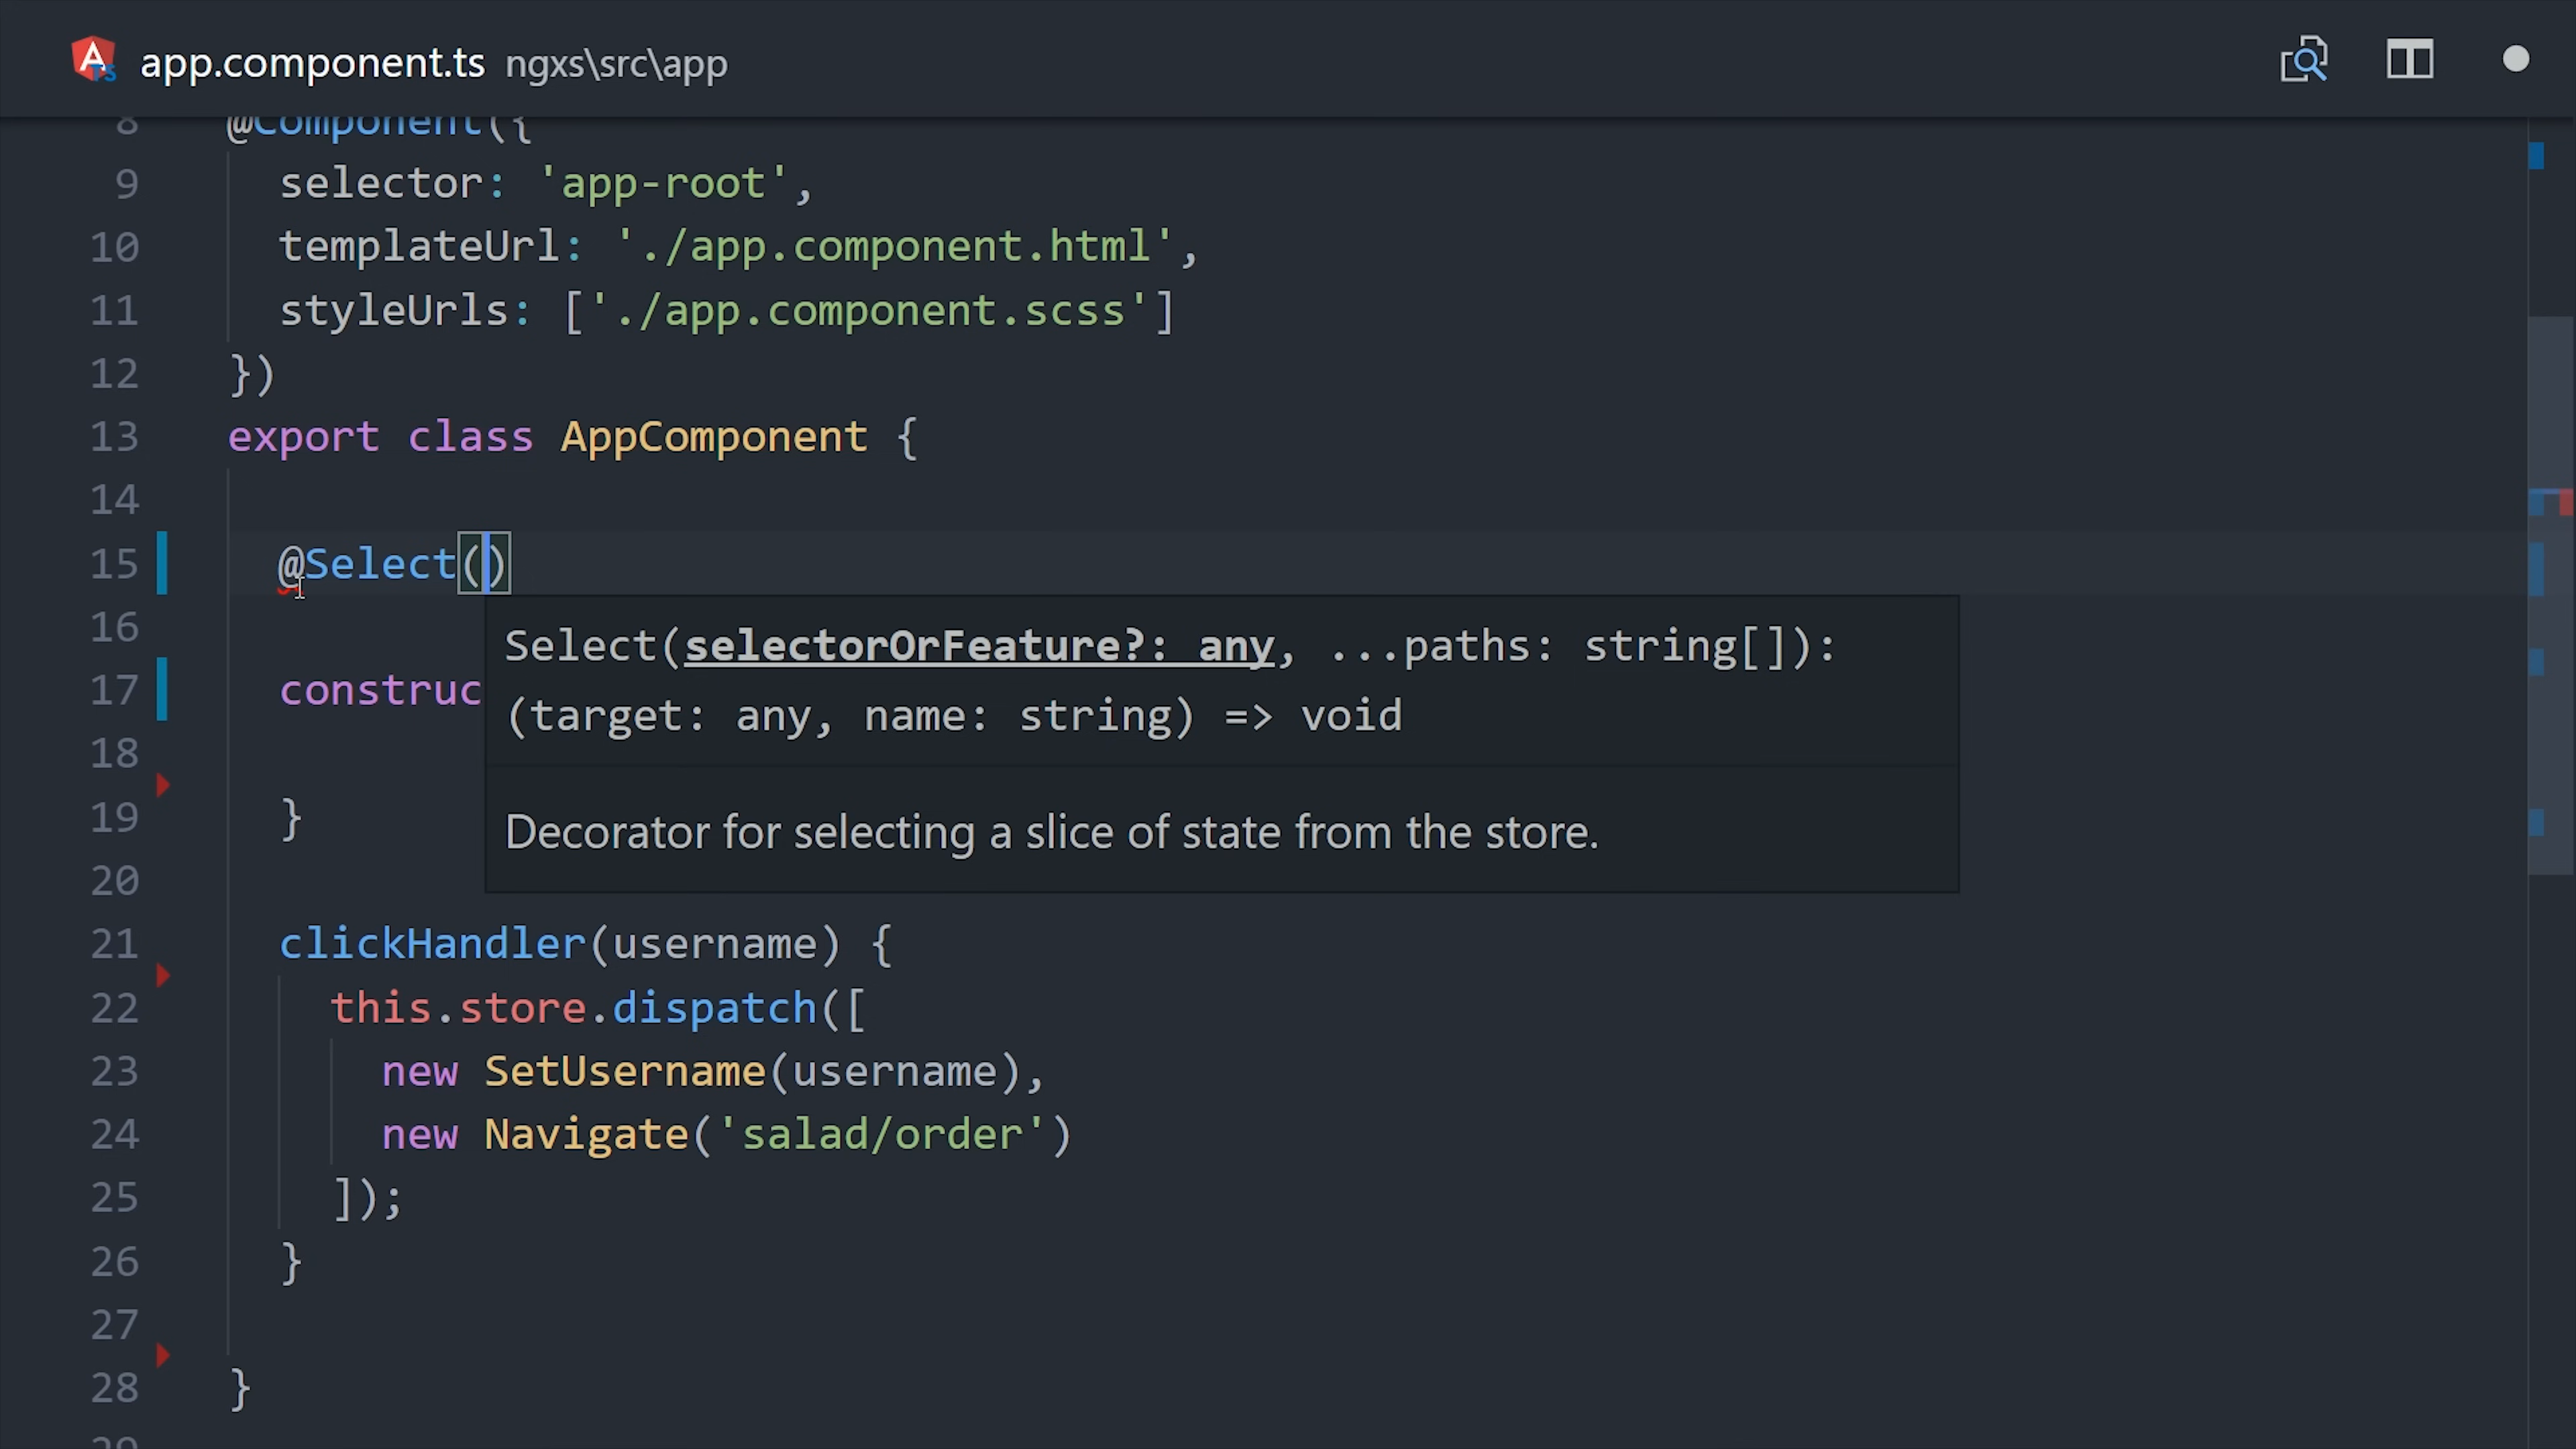 app.component.ts ngxs\src\app
8 @Component({
9 selector: 'app-root',
10 templateUrl: './app.component.html',
11 styleUrls: ['./app.component.scss']
12 })
13 export class AppComponent {
14
15 @Select()
16 Select(selectorOrFeature?: any, ...paths: string[]):
17 construc (target: any, name: string) => void
18
19 } Decorator for selecting a slice of state from the store.
20
21 clickHandler(username) {
22 this.store.dispatch([
23 new SetUsername(username),
24 new Navigate('salad/order')
25 ]);
26 }
27
28 }
29